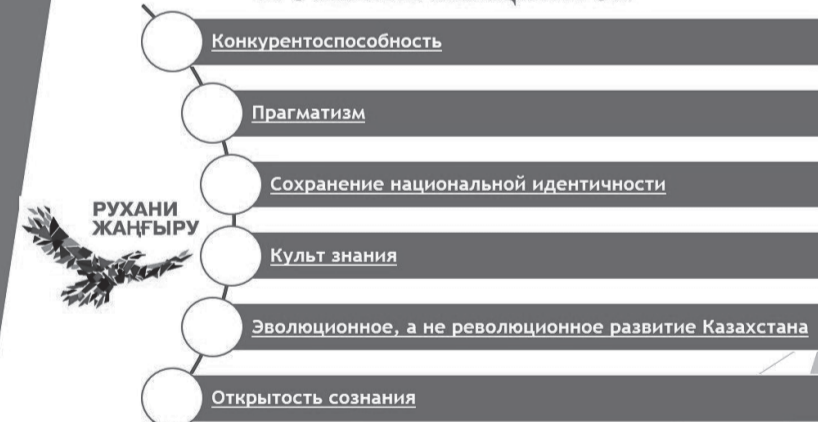 Конкурентоспособность
Прагматизм
Сохранение национальной идентичности
РУХАНИ
ЖАҢҒЫРУ
Культ знания
Эволюционное, а не революционное развитие Казахстана
Открытость сознания